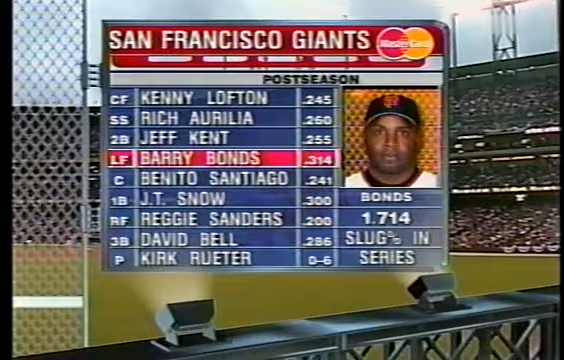 SAN FRANCISCO GIANTS MasterCard
POSTSEASON
CF KENNY LOFTON .245
SS RICH AURILIA .260
2B JEFF KENT .255
LF BARRY BONDS .314
C BENITO SANTIAGO .241
1B J.T. SNOW .300
RF REGGIE SANDERS .200
3B DAVID BELL .286
P KIRK RUETER 0-6
BONDS
1.714
SLUG% IN
SERIES